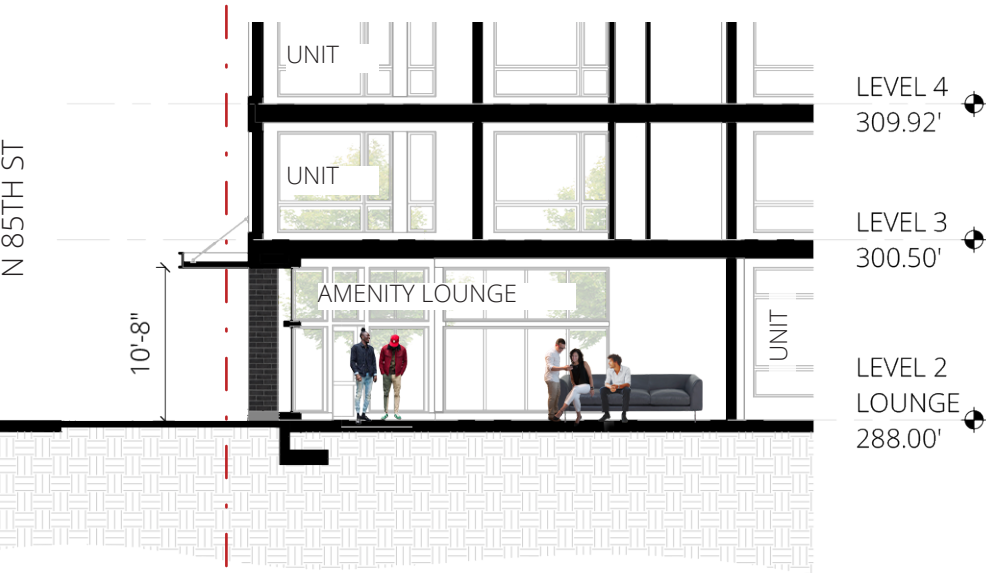 UNIT
LEVEL 4
309.92'
N 85TH ST
UNIT
LEVEL 3
300.50'
AMENITY LOUNGE
10'-8"
UNIT
LEVEL 2
LOUNGE
288.00'